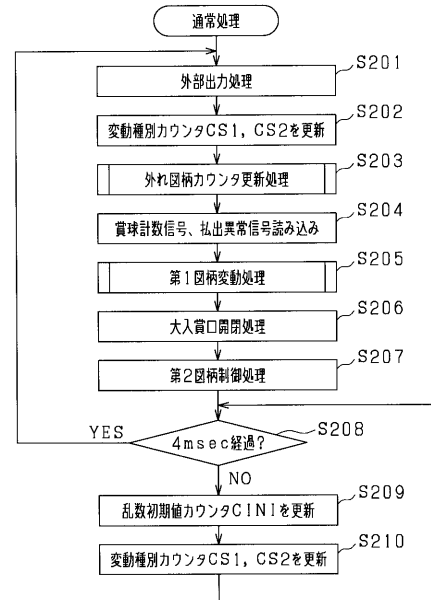 通常処理
S201
外部出力処理
S202
変動種別カウンタCS1,CS2を更新
S203
外れ図柄カウンタ更新処理
S204
賞球計数信号、払出異常信号読み込み
S205
第1図柄変動処理
S206
大入賞口開閉処理
S207
第2図柄制御処理
YES
4msec経過?
S208
NO
S209
乱数初期値カウンタCINIを更新
S210
変動種別カウンタCS1,CS2を更新